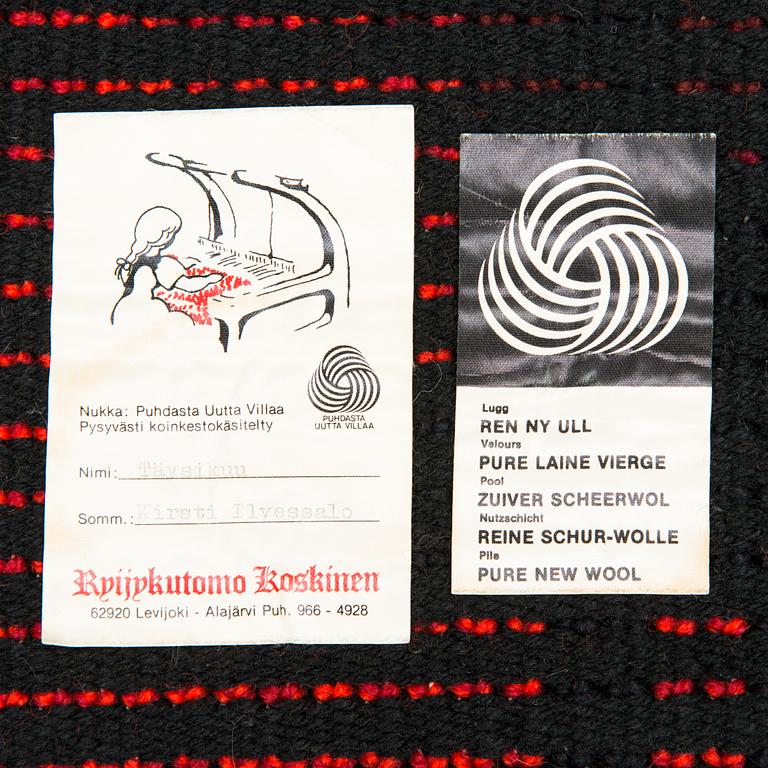 Nukka: Puhdasta Uutta Villaa
Pysyvästi koinkestokäsitelty
PUHDASTA
UUTTA VILLAA
Nimi: Täysikuu
Somm.: Kirsti Ilvessalo
Ryijykutomo Koskinen
62920 Levijoki - Alajärvi Puh. 966 - 4928
Lugg
REN NY ULL
Velours
PURE LAINE VIERGE
Pool
ZUIVER SCHEERWOL
Nutzschicht
REINE SCHUR-WOLLE
Pile
PURE NEW WOOL